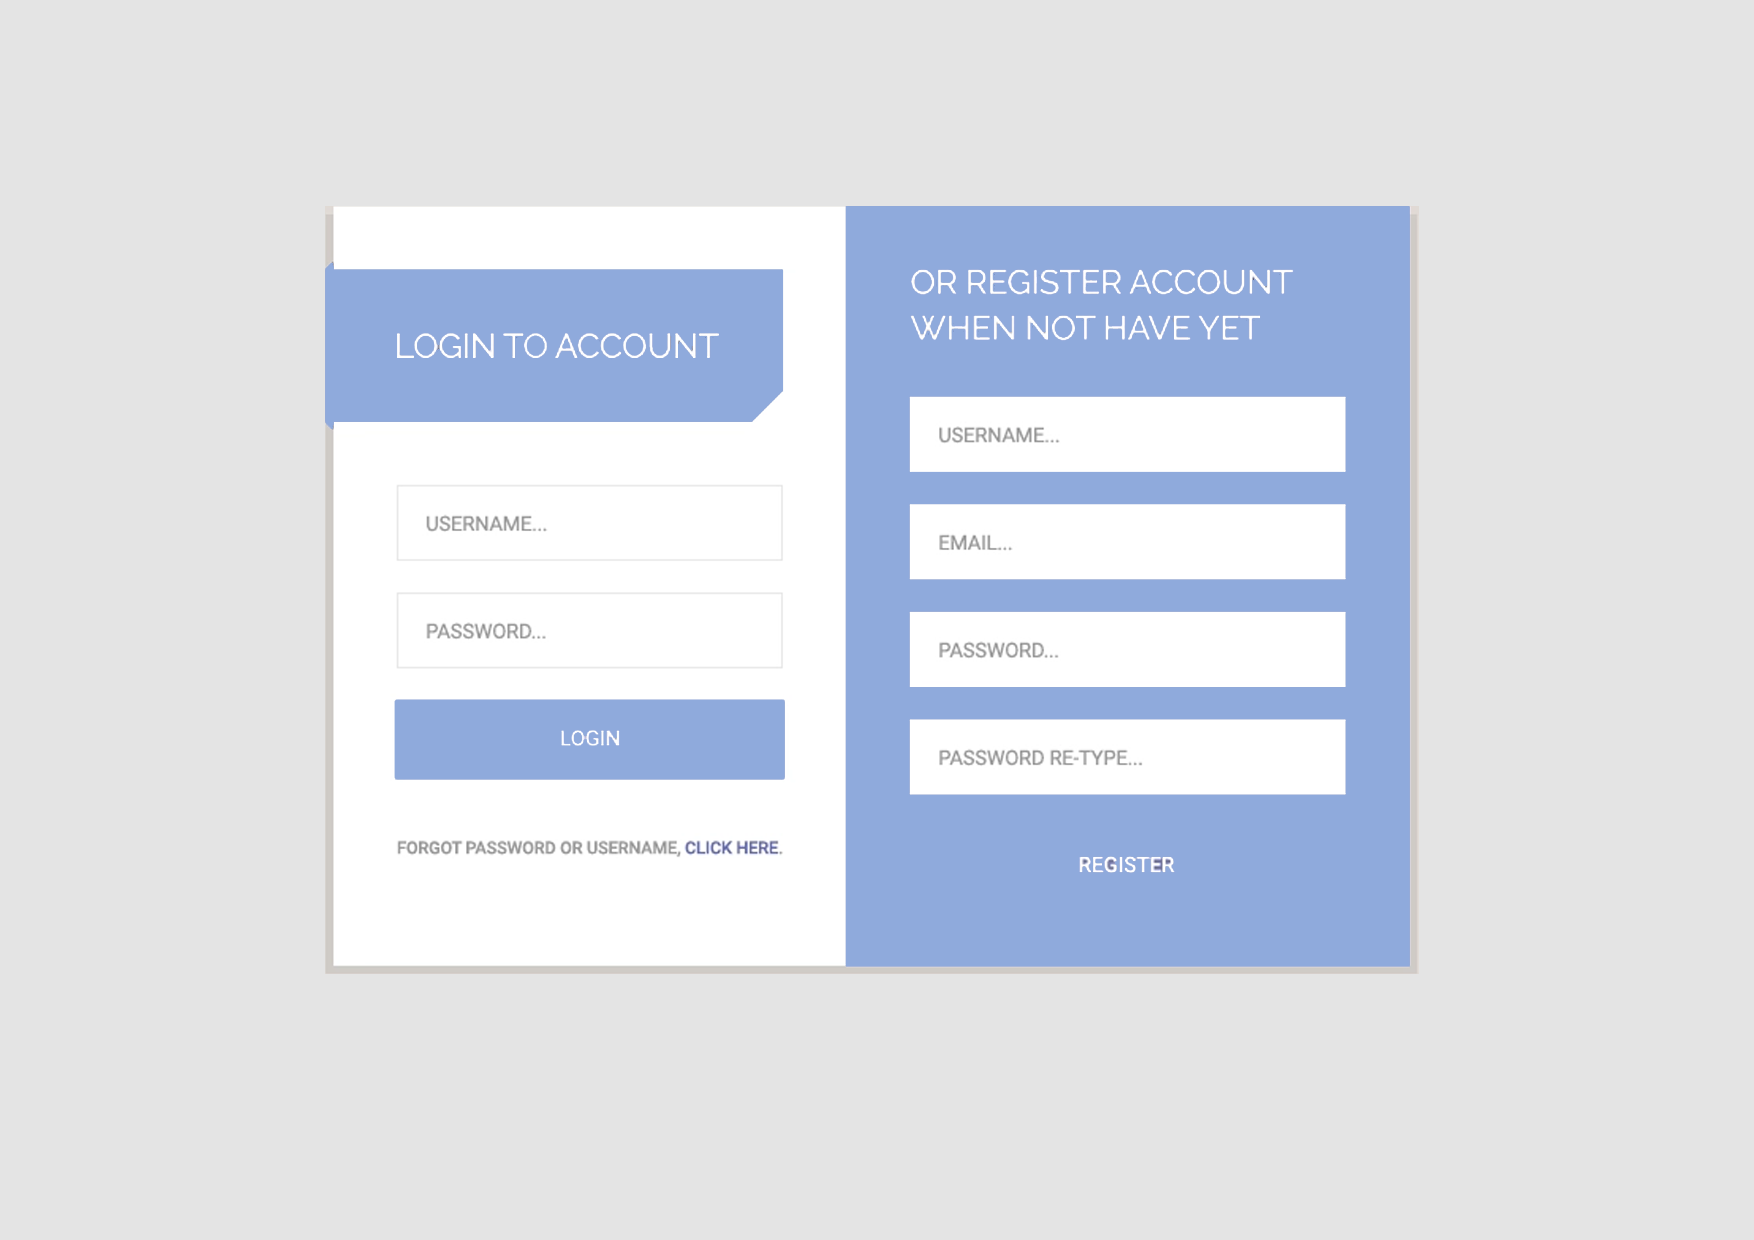 LOGIN TO ACCOUNT
USERNAME...
PASSWORD...
LOGIN
FORGOT PASSWORD OR USERNAME, CLICK HERE.
OR REGISTER ACCOUNT
WHEN NOT HAVE YET
USERNAME...
EMAIL...
PASSWORD...
PASSWORD RE-TYPE...
REGISTER